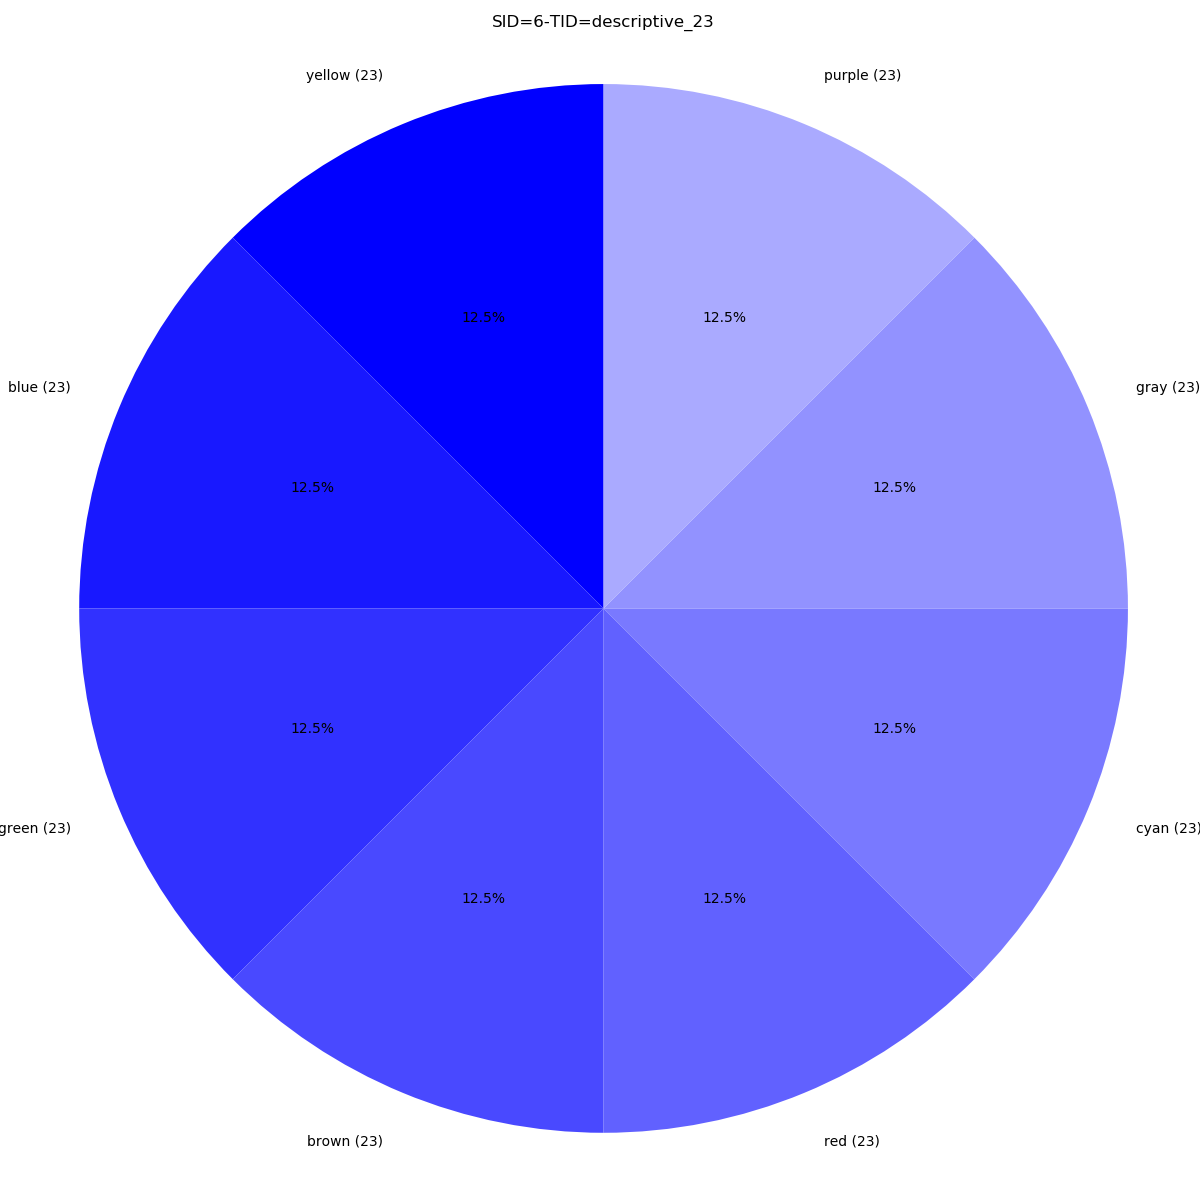 SID=6-TID=descriptive_23
yellow (23)
purple (23)
12.5%
12.5%
blue (23)
gray (23)
12.5%
12.5%
12.5%
12.5%
green (23)
cyan (23)
12.5%
12.5%
brown (23)
red (23)